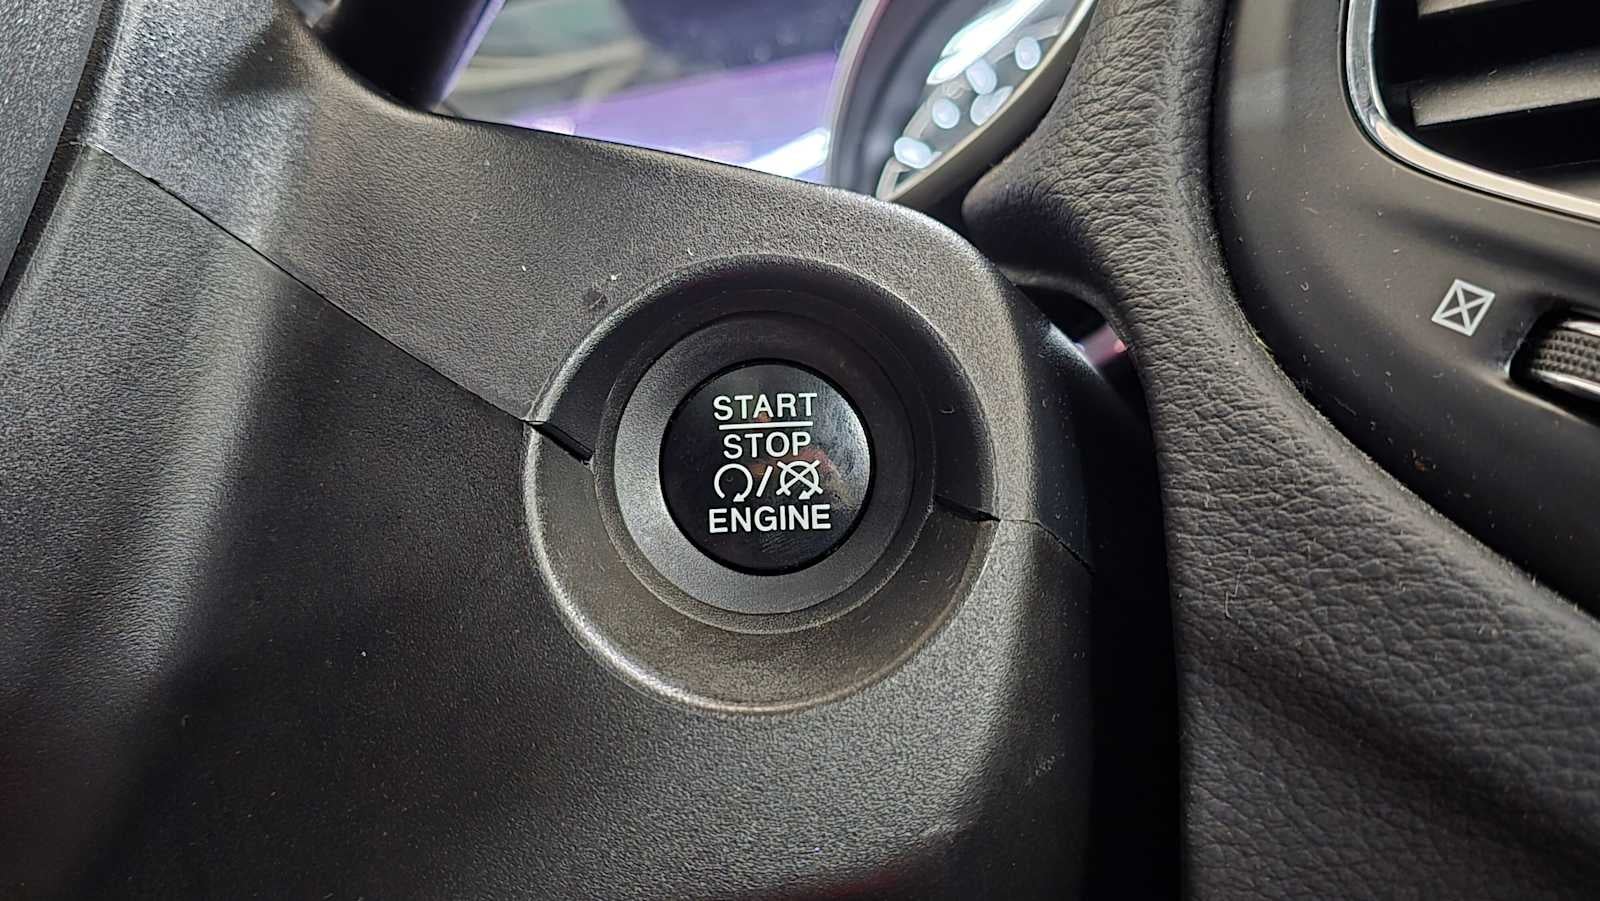 START
STOP
/
ENGINE